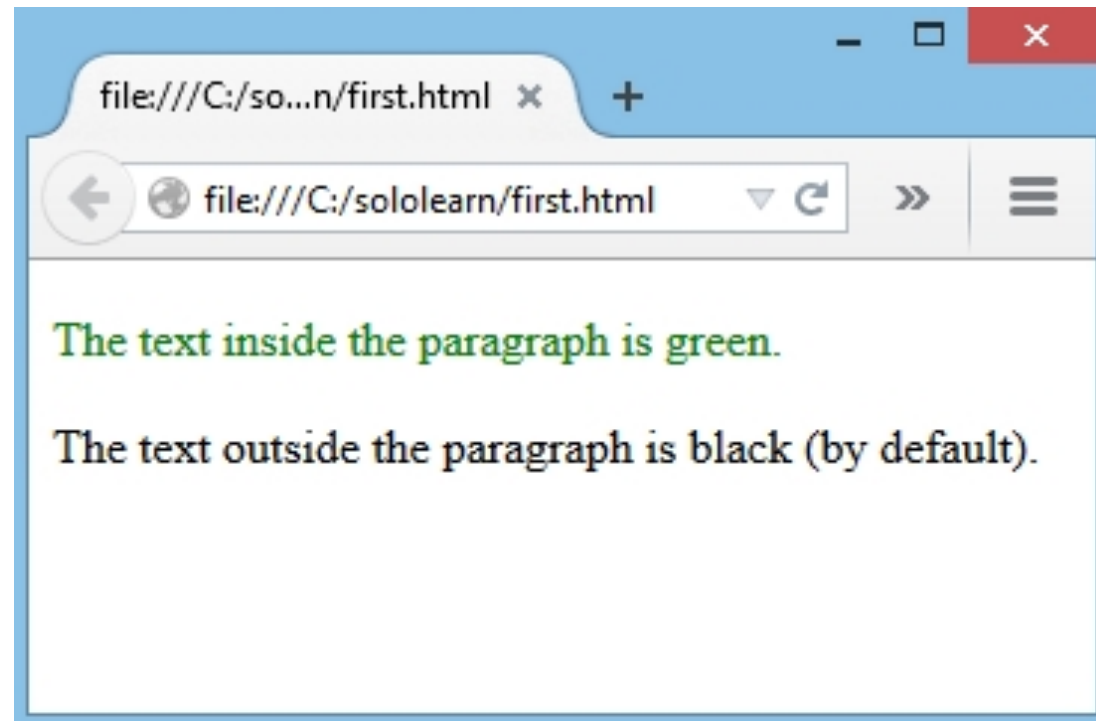 file:///C:/so...n/first.html
file:///C:/sololearn/first.html
The text inside the paragraph is green.
The text outside the paragraph is black (by default).